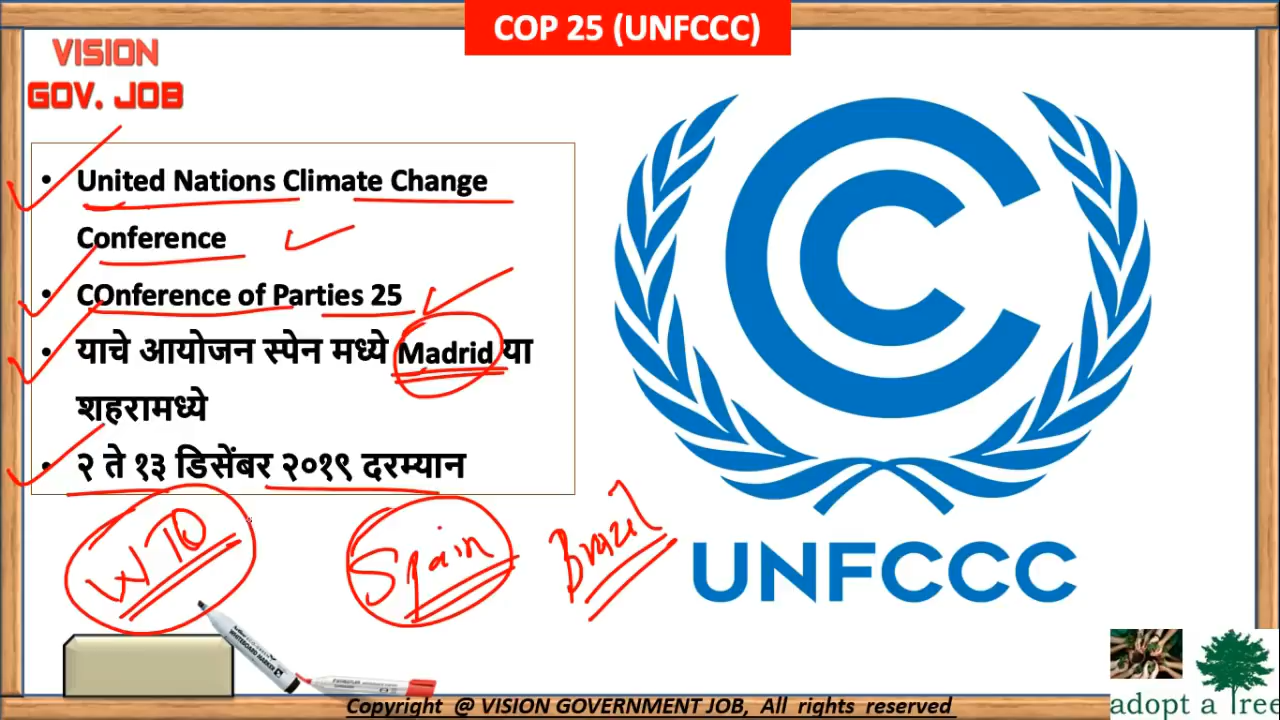 COP 25 (UNFCCC)
VISION
GOV. JOB
• United Nations Climate Change
Conference
• COnference of Parties 25
• याचे आयोजन स्पेन मध्ये Madrid या
शहरामध्ये
• २ ते १३ डिसेंबर २०१९ दरम्यान
WTO
Spain
Brazel
UNFCCC
adopt a Tree
Copyright @ VISION GOVERNMENT JOB, All rights reserved